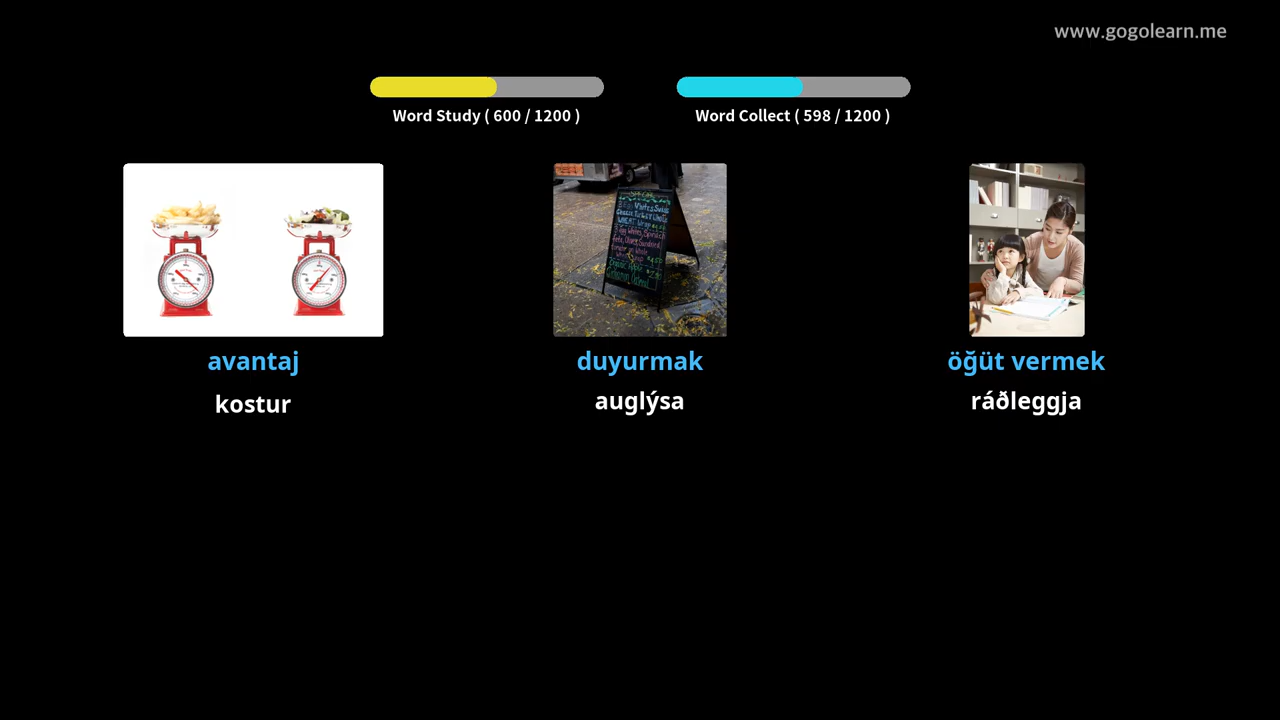 www.gogolearn.me
Word Study ( 600 / 1200 )
Word Collect ( 598 / 1200 )
avantaj
duyurmak
öğüt vermek
kostur
auglýsa
ráðleggja